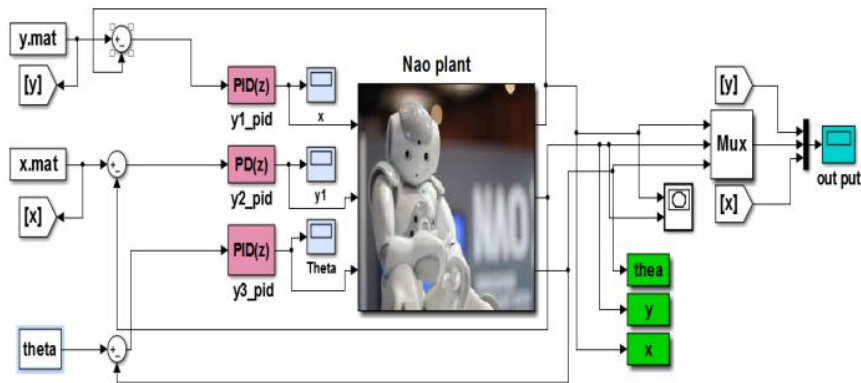 y.mat
[y]
PID(z)
y1_pid
x
Nao plant
[y]
x.mat
[x]
PD(z)
y2_pid
y1
NAO
Mux
[x]
out put
PID(z)
y3_pid
Theta
thea
y
x
theta